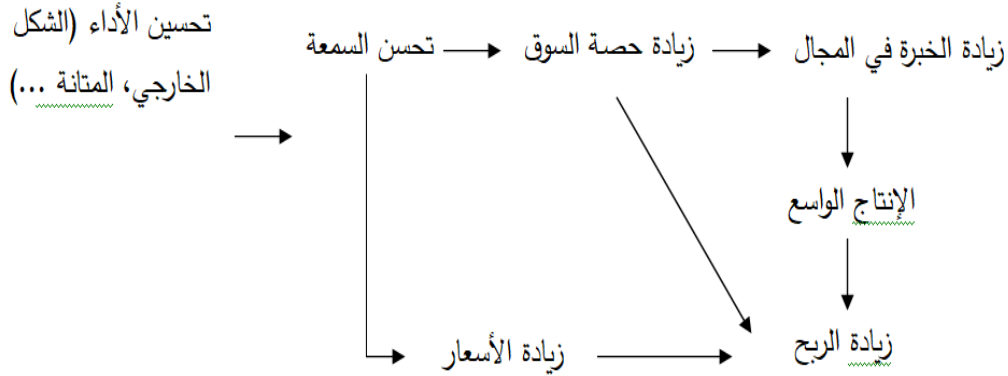 تحسين الأداء (الشكل
الخارجي، المتانة ...)
تحسن السمعة
زيادة حصة السوق
زيادة الخبرة في المجال
الإنتاج الواسع
زيادة الأسعار
زيادة الربح